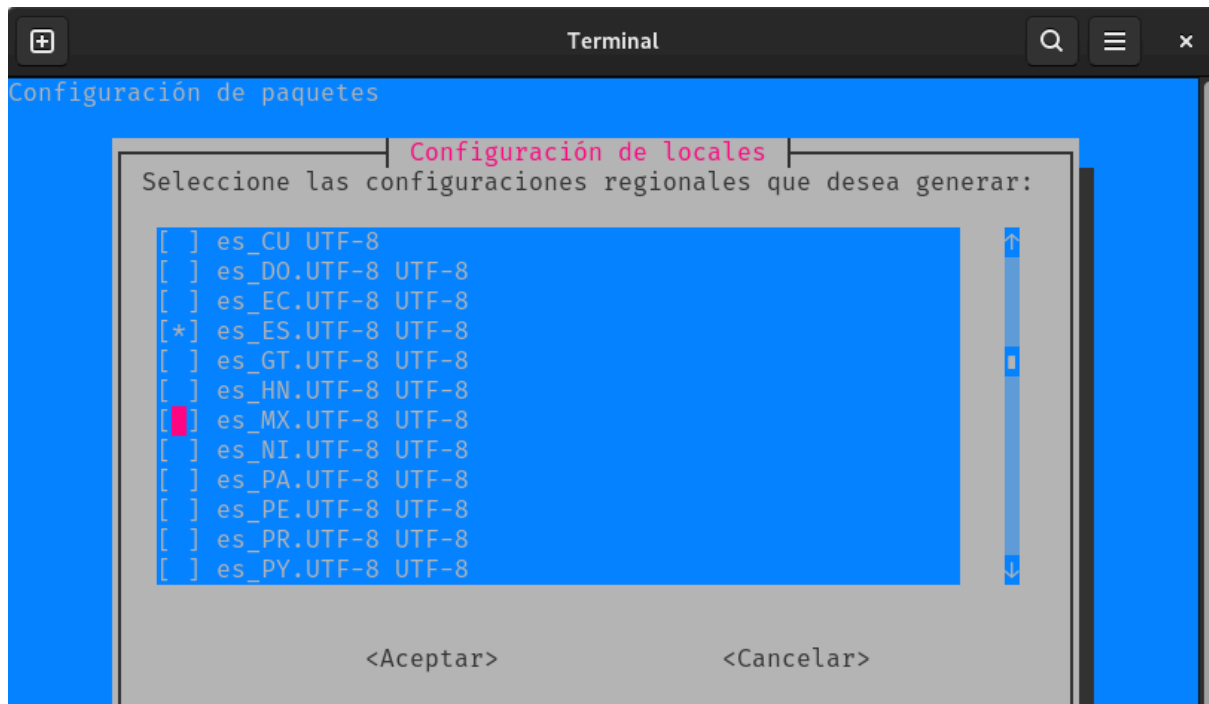 Terminal
Configuración de paquetes
Configuración de locales
Seleccione las configuraciones regionales que desea generar:
[ ] es_CU UTF-8
[ ] es_DO.UTF-8 UTF-8
[ ] es_EC.UTF-8 UTF-8
[*] es_ES.UTF-8 UTF-8
[ ] es_GT.UTF-8 UTF-8
[ ] es_HN.UTF-8 UTF-8
[ ] es_MX.UTF-8 UTF-8
[ ] es_NI.UTF-8 UTF-8
[ ] es_PA.UTF-8 UTF-8
[ ] es_PE.UTF-8 UTF-8
[ ] es_PR.UTF-8 UTF-8
[ ] es_PY.UTF-8 UTF-8
<Aceptar> <Cancelar>